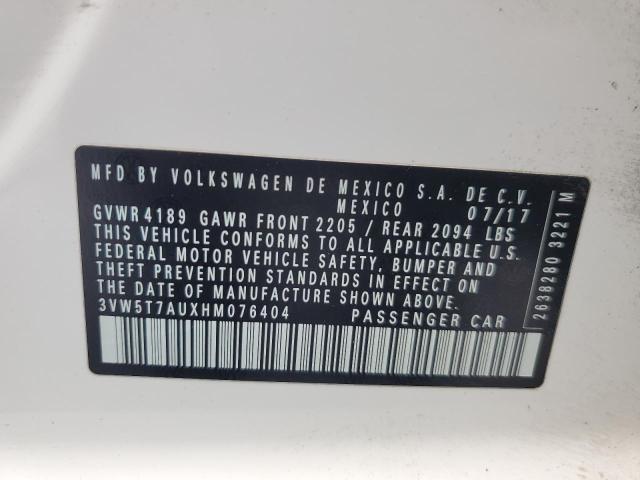 MFD BY VOLKSWAGEN DE MEXICO S.A. DE C.V.
MEXICO 07/17
GVWR 4189 GAWR FRONT 2205 / REAR 2094 LBS
THIS VEHICLE CONFORMS TO ALL APPLICABLE U.S.
FEDERAL MOTOR VEHICLE SAFETY, BUMPER AND
THEFT PREVENTION STANDARDS IN EFFECT ON
THE DATE OF MANUFACTURE SHOWN ABOVE.
3VW5T7AUXHM076404 PASSENGER CAR
2638280 3221 M